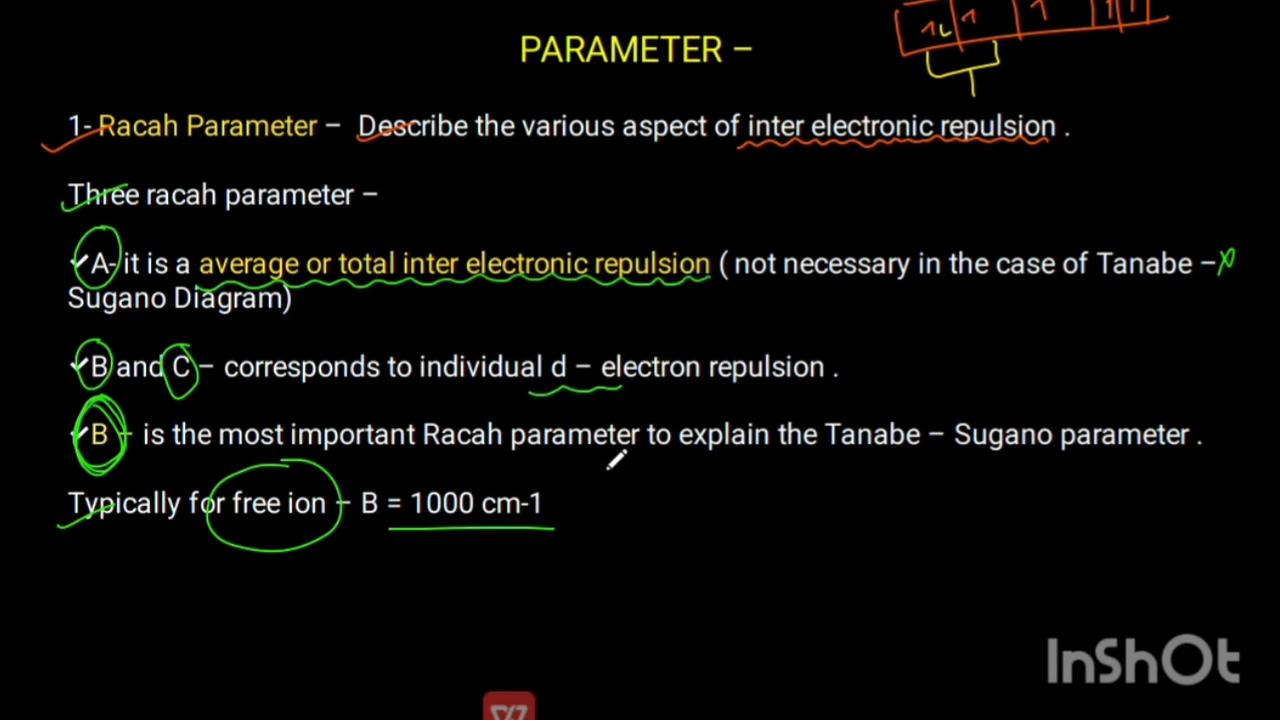 PARAMETER –
1- Racah Parameter – Describe the various aspect of inter electronic repulsion .
Three racah parameter –
✓A- it is a average or total inter electronic repulsion ( not necessary in the case of Tanabe –
Sugano Diagram)
✓B and C – corresponds to individual d – electron repulsion .
✓B – is the most important Racah parameter to explain the Tanabe – Sugano parameter .
Typically for free ion – B = 1000 cm-1
InShOt